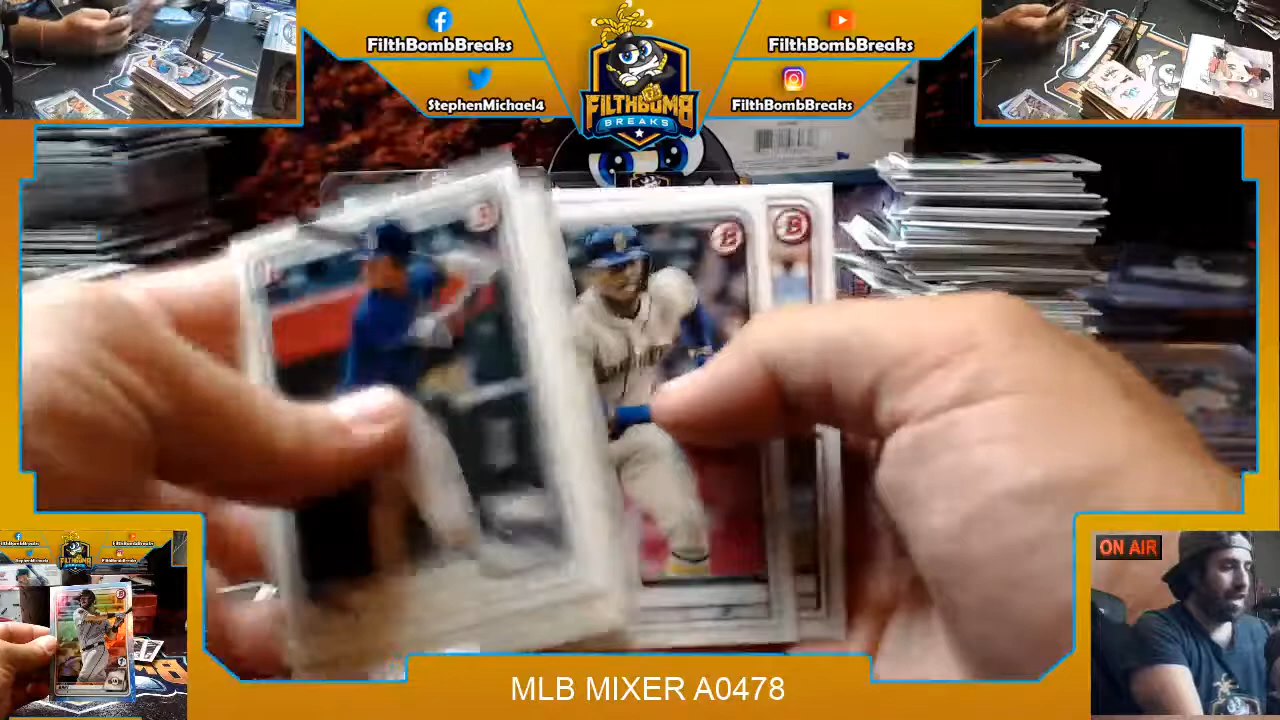 FilthBombBreaks
FilthBombBreaks
StephenMichael4
FilthBombBreaks
FILTHBOMB
BREAKS
ON AIR
MLB MIXER A0478